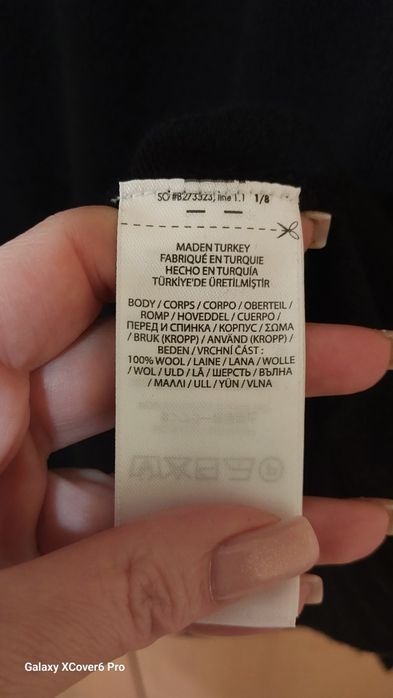 SO #B273323, line 1.1 1/8
MADEN TURKEY
FABRIQUÉ EN TURQUIE
HECHO EN TURQUÍA
TÜRKİYE'DE ÜRETİLMİŞTİR
BODY / CORPS / CORPO / OBERTEIL /
ROMP / HOVEDDEL / CUERPO /
ПЕРЕД И СПИНКА / КОРПУС / ΣΩΜΑ
/ BRUK (KROPP) / ANVÄND (KROPP) /
BEDEN / VRCHNÍ ČÁST :
100% WOOL / LAINE / LANA / WOLLE
/ WOL / ULD / LÃ / ШЕРСТЬ / ВЪЛНА
/ ΜΑΛΛΙ / ULL / YÜN / VLNA
Galaxy XCover6 Pro